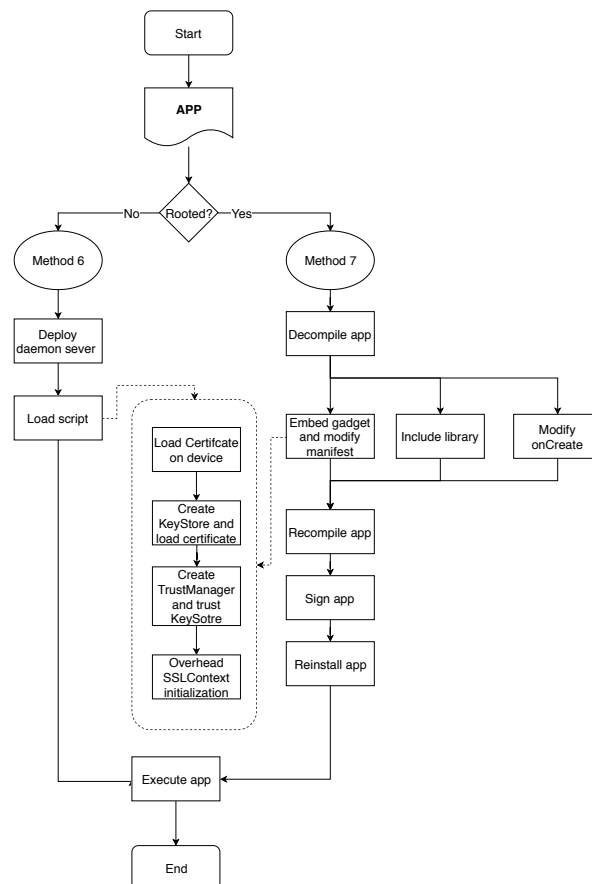 Start
APP
No
Rooted?
Yes
Method 6
Method 7
Deploy
daemon sever
Decompile app
Load script
Load Certifcate
on device
Embed gadget
and modify
manifest
Include library
Modify
onCreate
Create
KeyStore and
load certificate
Recompile app
Create
TrustManager
and trust
KeySotre
Sign app
Overhead
SSLContext
initialization
Reinstall app
Execute app
End